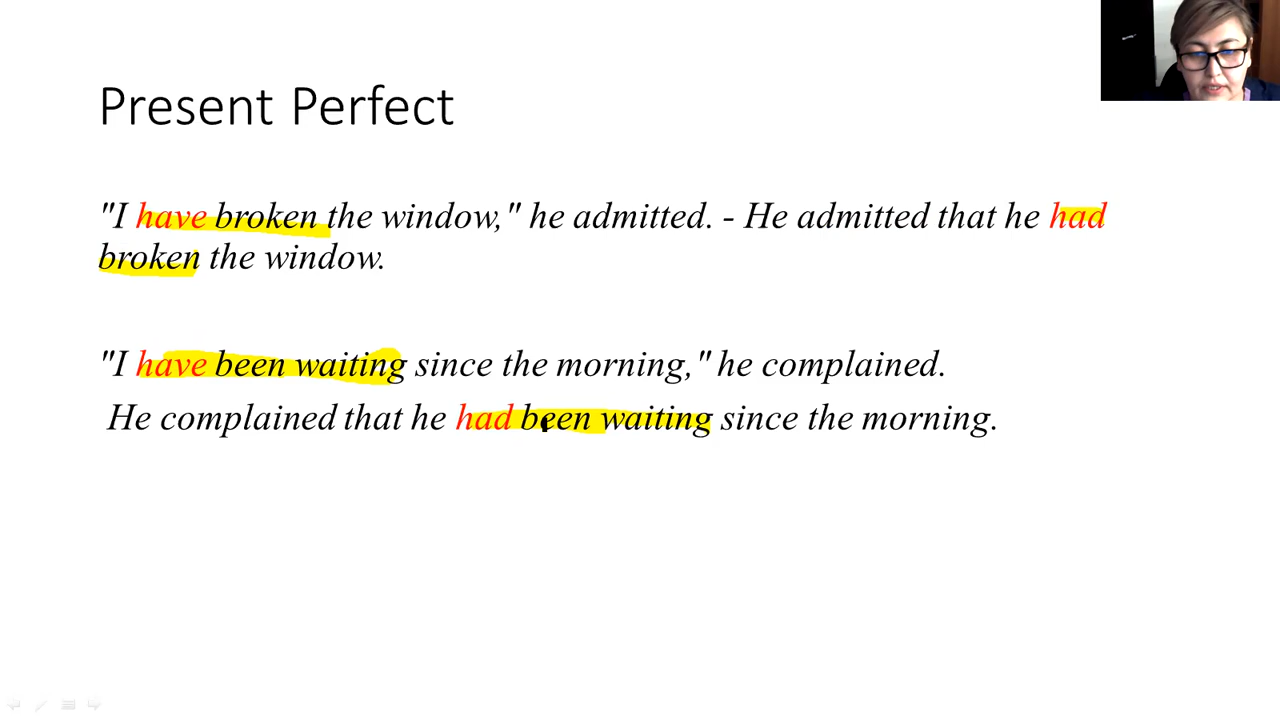 Present Perfect
"I have broken the window," he admitted. - He admitted that he had
broken the window.
"I have been waiting since the morning," he complained.
He complained that he had been waiting since the morning.